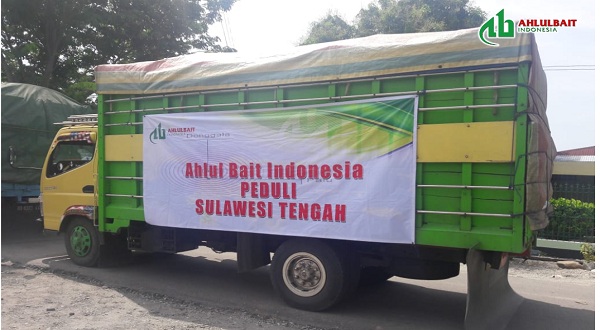 AHLULBAIT
INDONESIA
AHLULBAIT
Ahlul Bait Indonesia
PEDULI
SULAWESI TENGAH